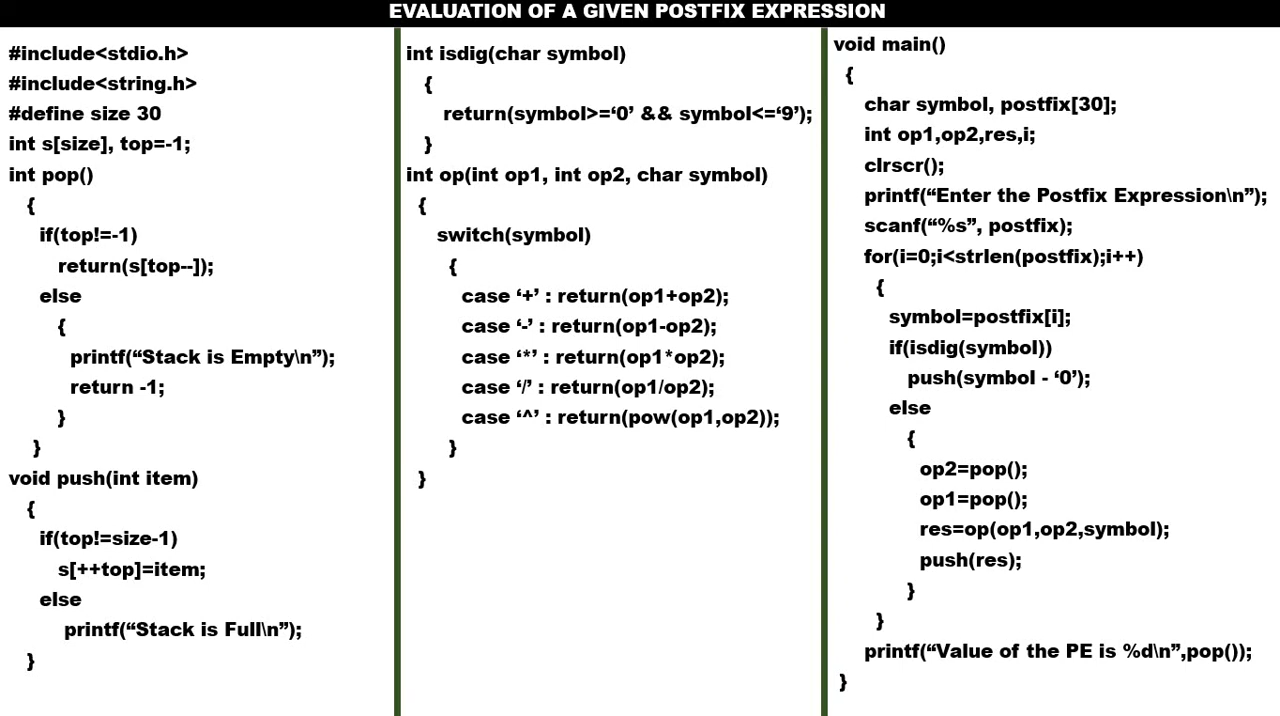 EVALUATION OF A GIVEN POSTFIX EXPRESSION
#include<stdio.h>
#include<string.h>
#define size 30
int s[size], top=-1;
int pop()
{
if(top!=-1)
return(s[top--]);
else
{
printf(“Stack is Empty\n”);
return -1;
}
}
void push(int item)
{
if(top!=size-1)
s[++top]=item;
else
printf(“Stack is Full\n”);
}
int isdig(char symbol)
{
return(symbol>=‘0’ && symbol<=‘9’);
}
int op(int op1, int op2, char symbol)
{
switch(symbol)
{
case ‘+’ : return(op1+op2);
case ‘-’ : return(op1-op2);
case ‘*’ : return(op1*op2);
case ‘/’ : return(op1/op2);
case ‘^’ : return(pow(op1,op2));
}
}
void main()
{
char symbol, postfix[30];
int op1,op2,res,i;
clrscr();
printf(“Enter the Postfix Expression\n”);
scanf(“%s”, postfix);
for(i=0;i<strlen(postfix);i++)
{
symbol=postfix[i];
if(isdig(symbol))
push(symbol - ‘0’);
else
{
op2=pop();
op1=pop();
res=op(op1,op2,symbol);
push(res);
}
}
printf(“Value of the PE is %d\n”,pop());
}